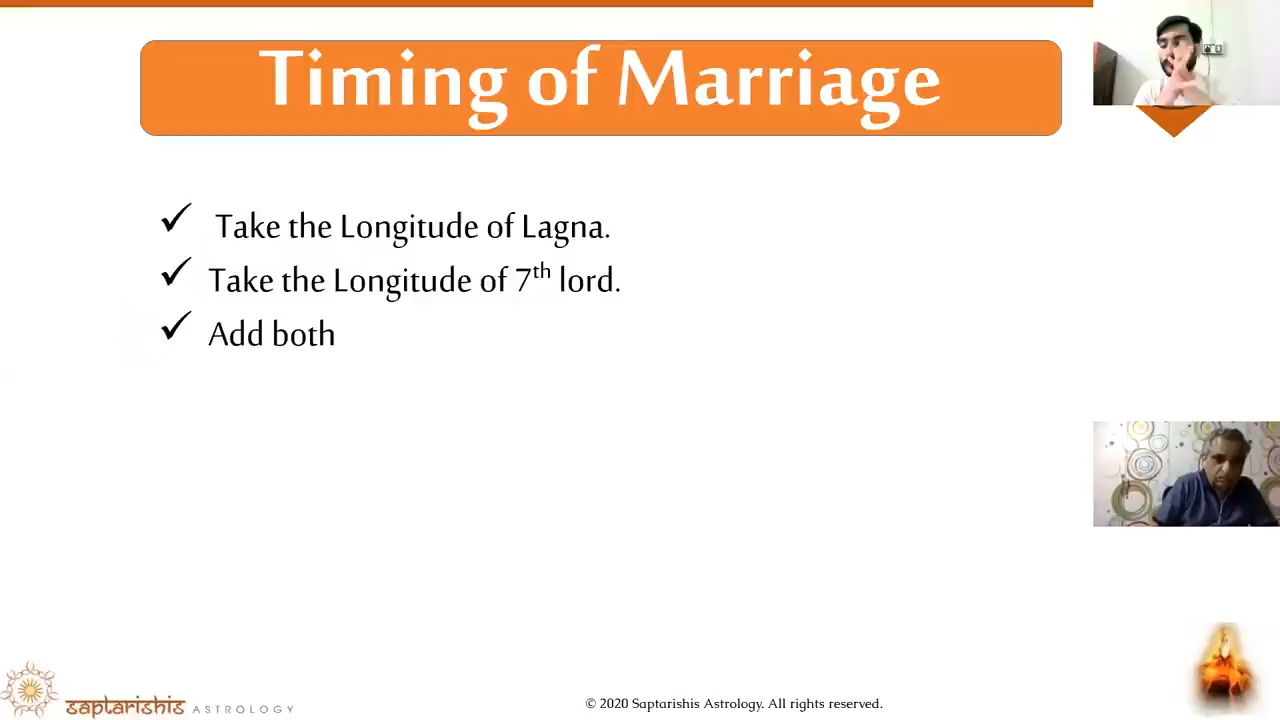 Timing of Marriage
✓ Take the Longitude of Lagna.
✓ Take the Longitude of 7th lord.
✓ Add both
saptarishis ASTROLOGY
© 2020 Saptarishis Astrology. All rights reserved.